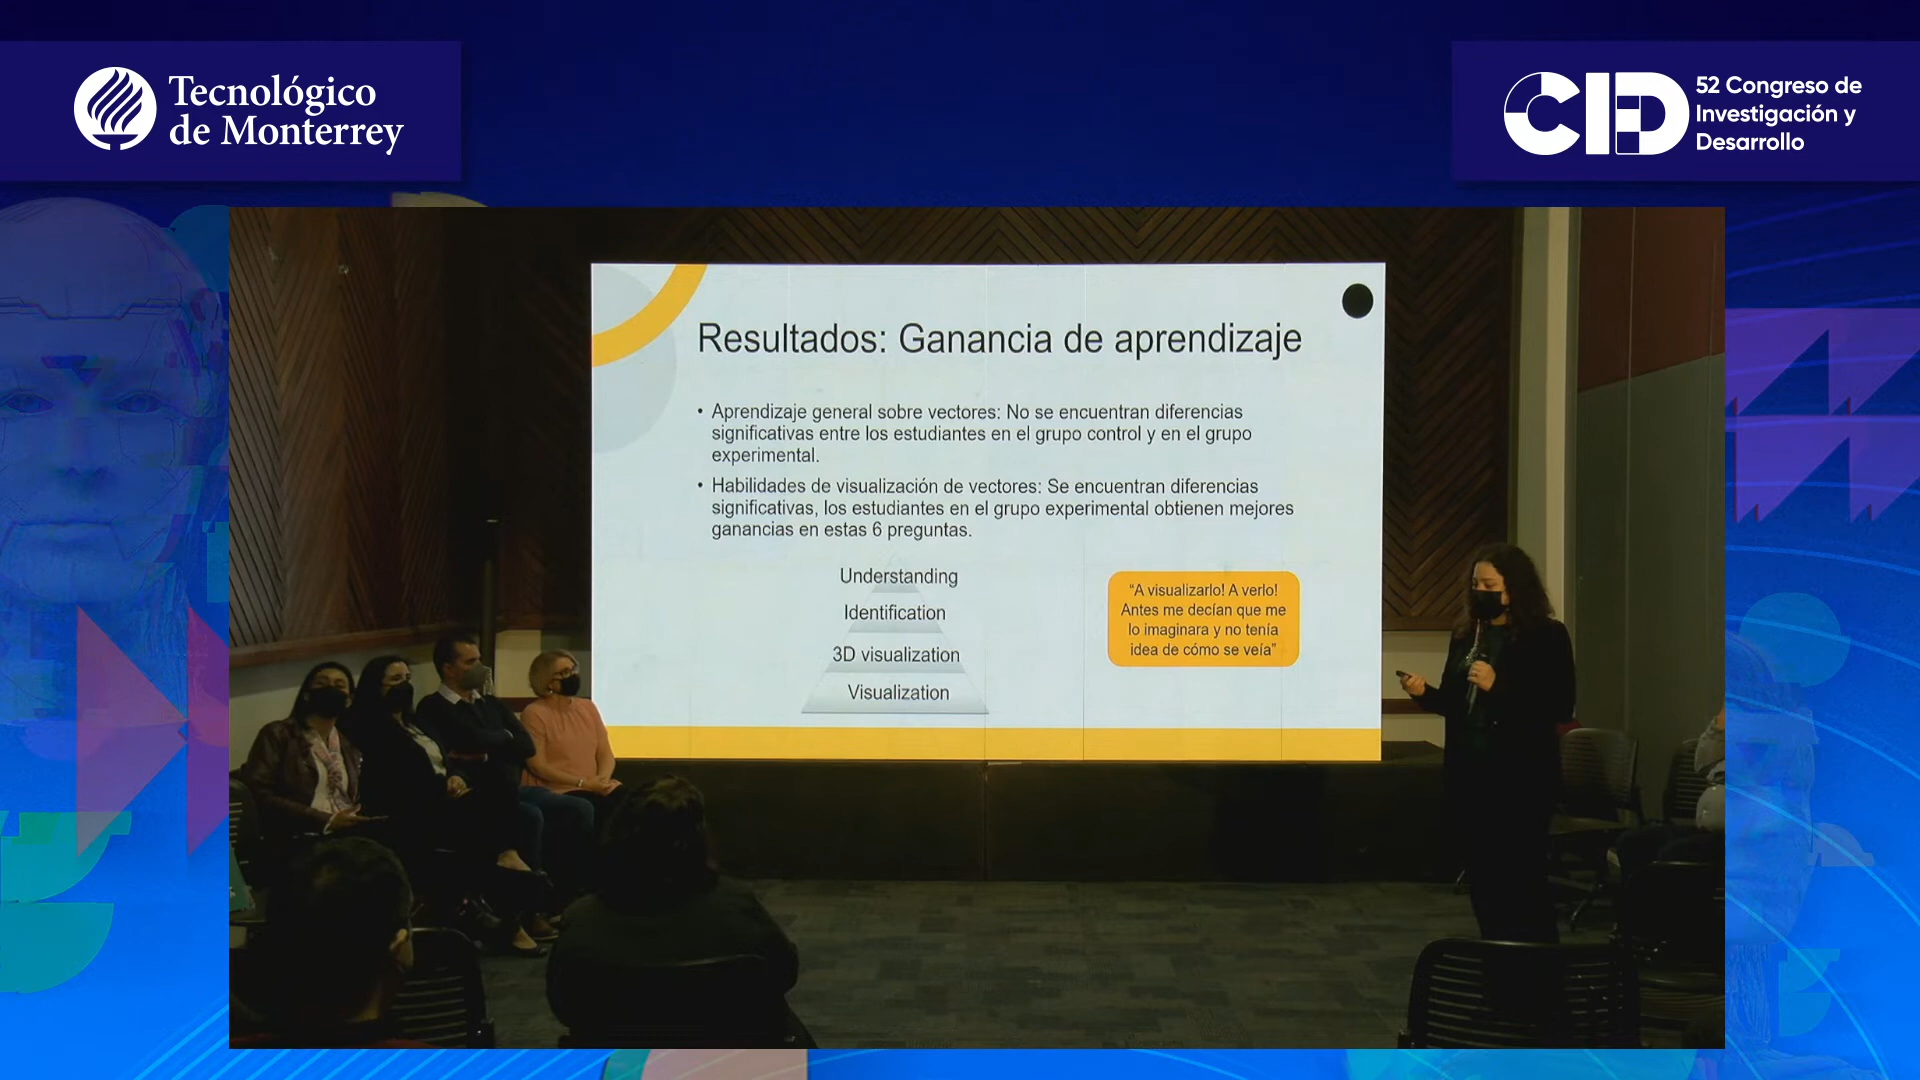 Tecnológico
de Monterrey
CID
52 Congreso de
Investigación y
Desarrollo
Resultados: Ganancia de aprendizaje
• Aprendizaje general sobre vectores: No se encuentran diferencias
significativas entre los estudiantes en el grupo control y en el grupo
experimental.
• Habilidades de visualización de vectores: Se encuentran diferencias
significativas, los estudiantes en el grupo experimental obtienen mejores
ganancias en estas 6 preguntas.
Understanding
Identification
3D visualization
Visualization
“A visualizarlo! A verlo!
Antes me decían que me
lo imaginara y no tenía
idea de cómo se veía”